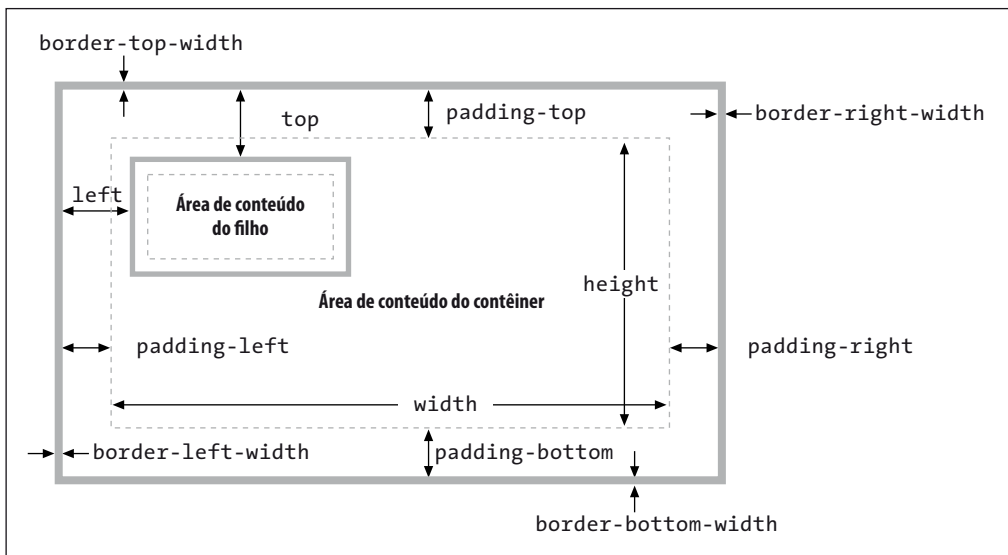 border-top-width
top
padding-top
border-right-width
left
Área de conteúdo
do filho
height
Área de conteúdo do contêiner
padding-left
padding-right
width
border-left-width
padding-bottom
border-bottom-width